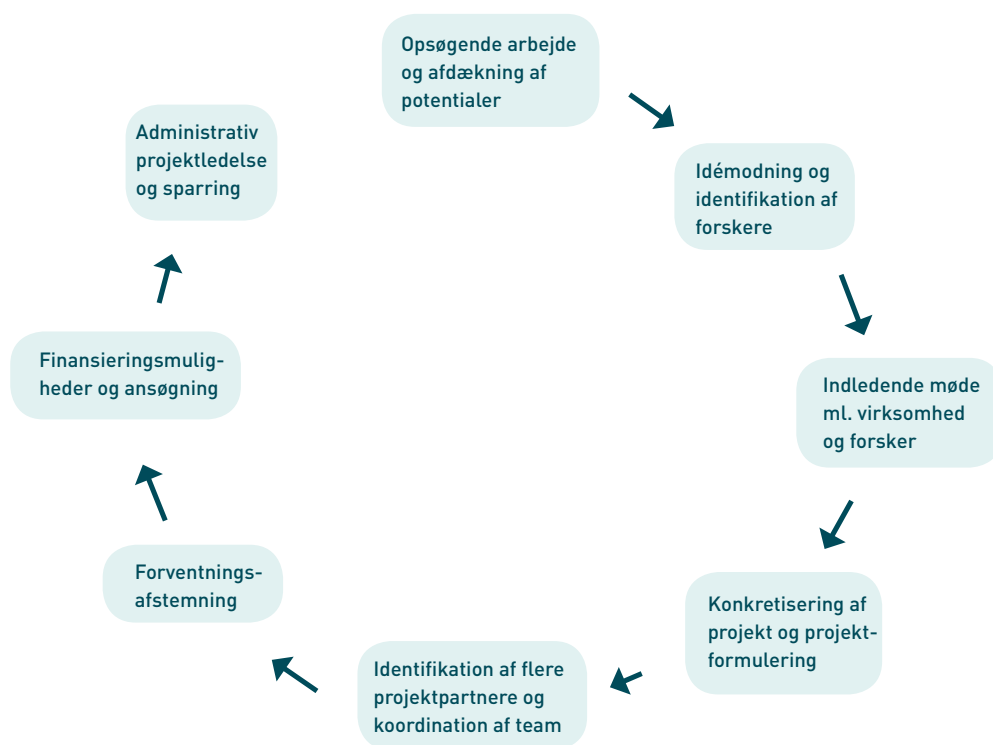 Opsøgende arbejde
og afdækning af
potentialer
Idémodning og
identifikation af
forskere
Indledende møde
ml. virksomhed
og forsker
Konkretisering af
projekt og projekt-
formulering
Identifikation af flere
projektpartnere og
koordination af team
Forventnings-
afstemning
Finansieringsmulig-
heder og ansøgning
Administrativ
projektledelse
og sparring